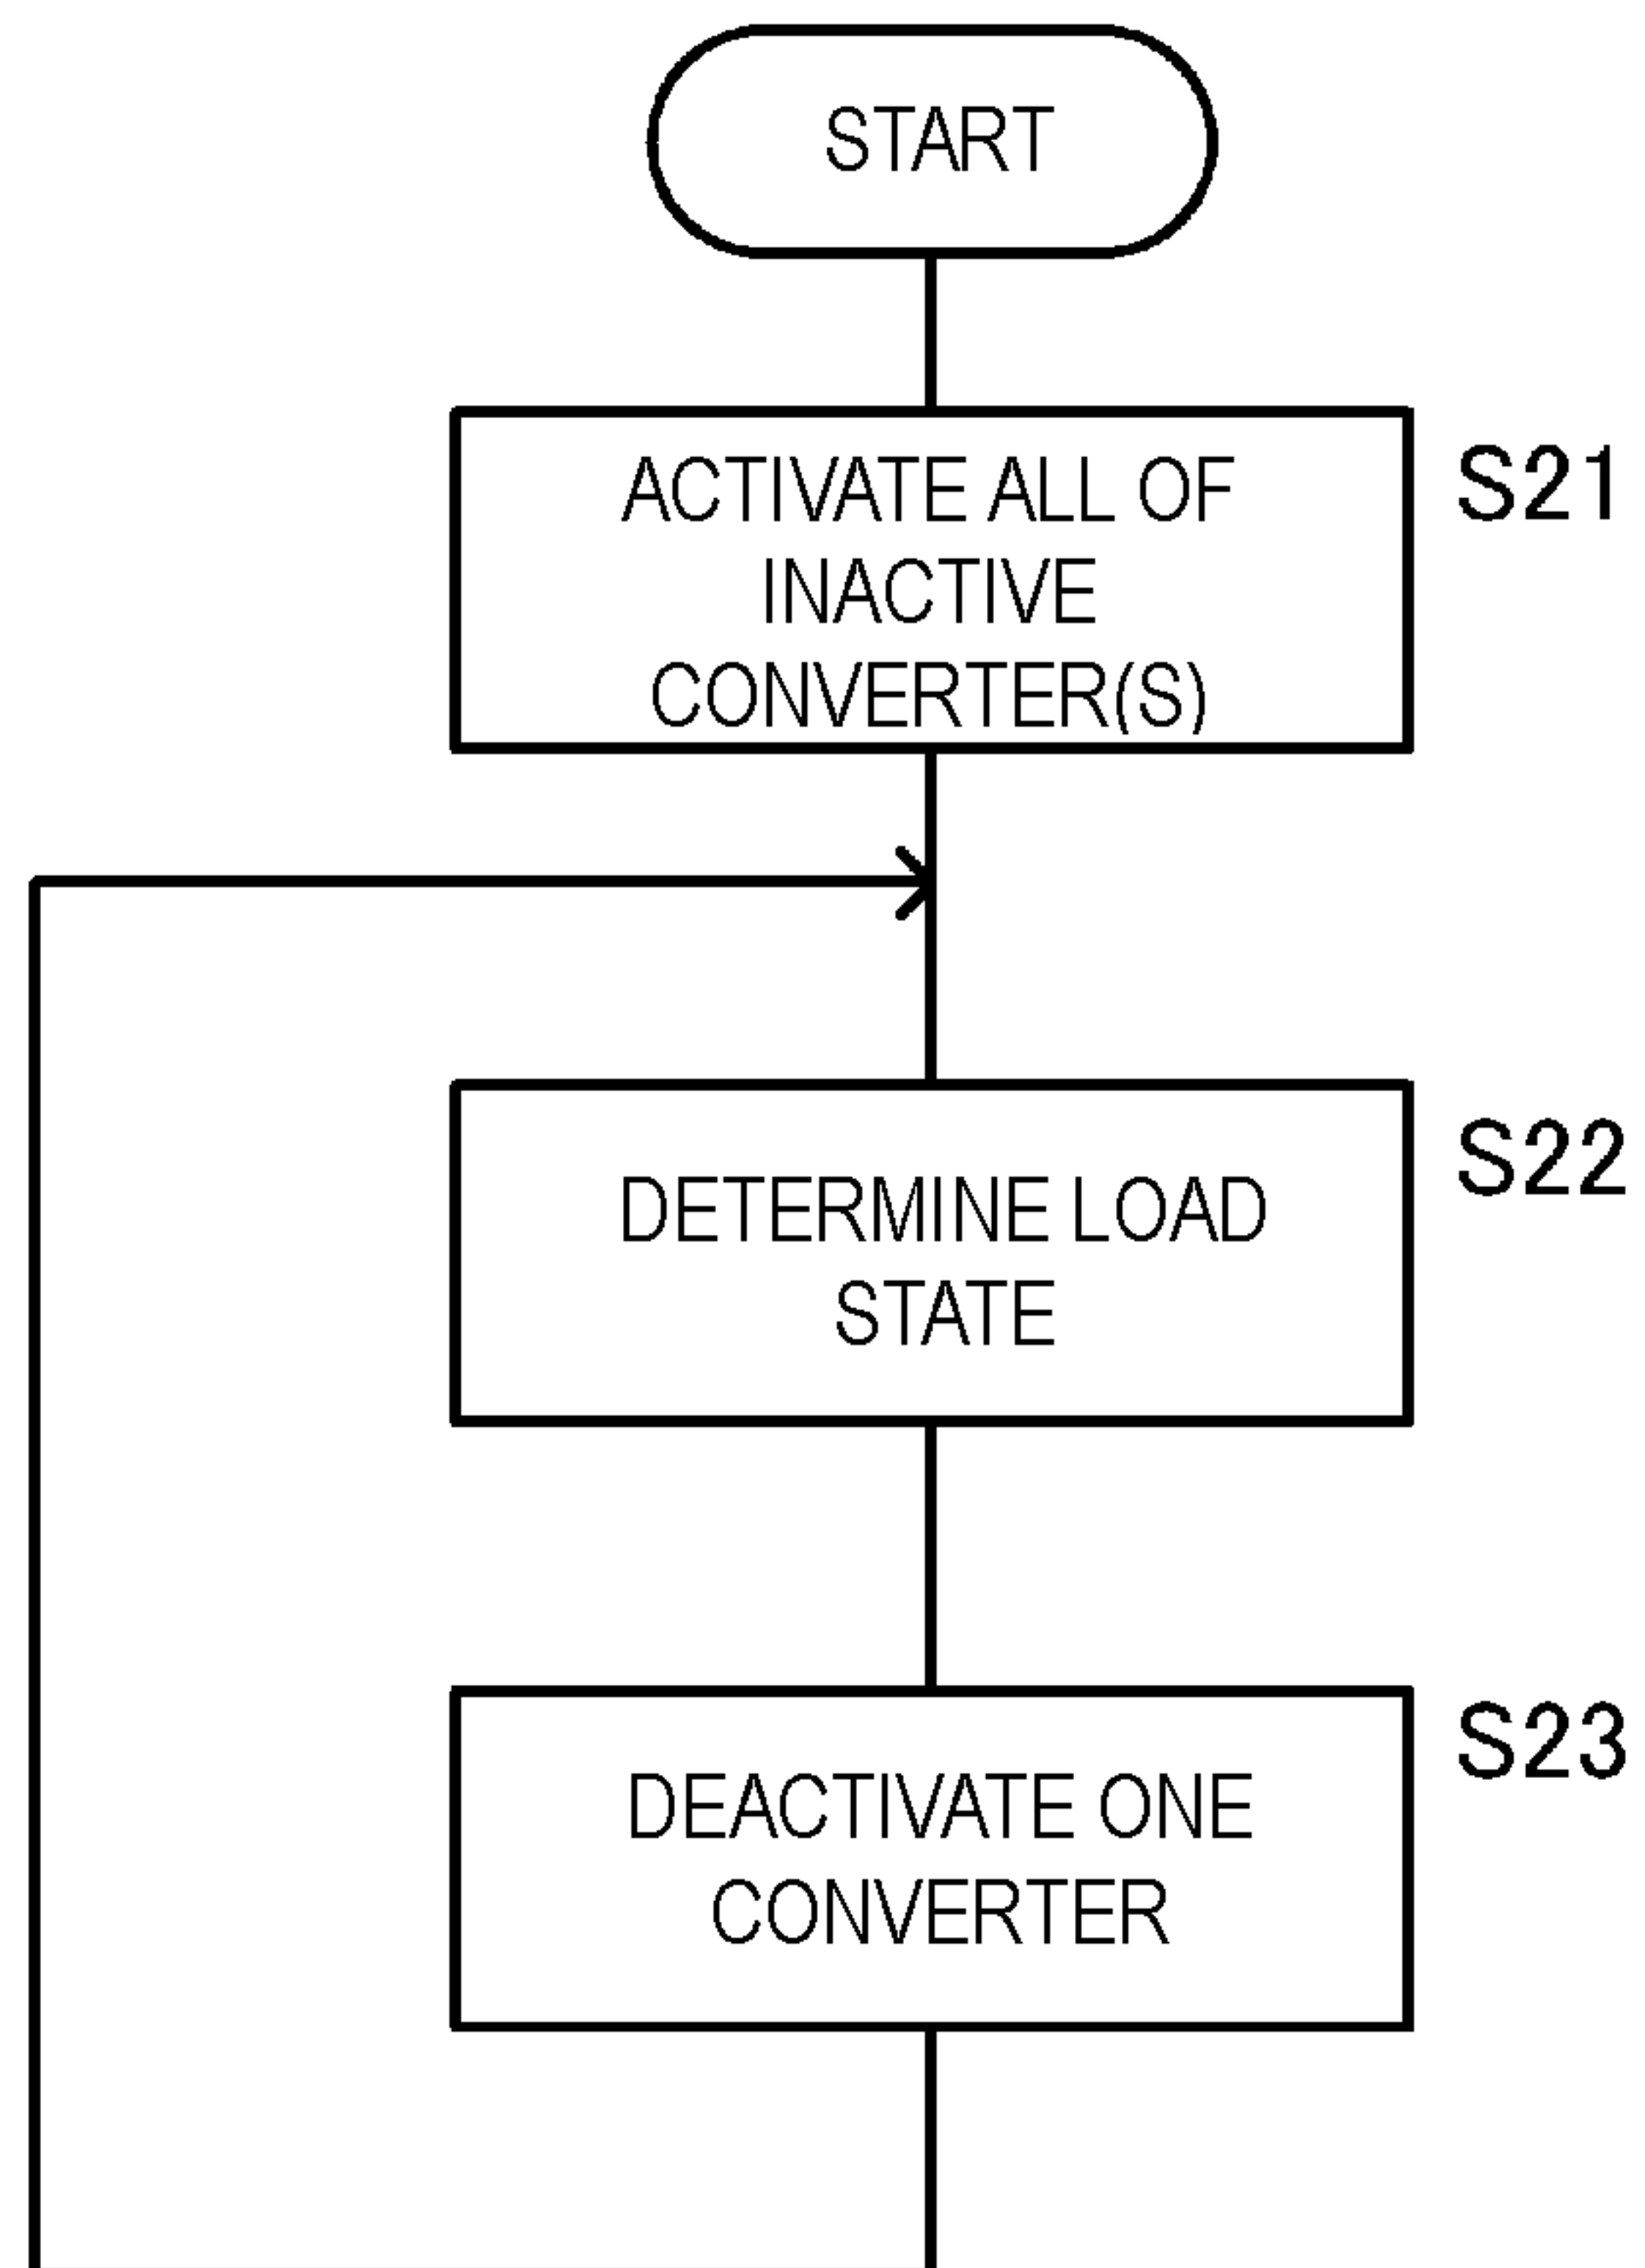 START
ACTIVATE ALL OF
INACTIVE
CONVERTER(S)
S21
DETERMINE LOAD
STATE
S22
DEACTIVATE ONE
CONVERTER
S23